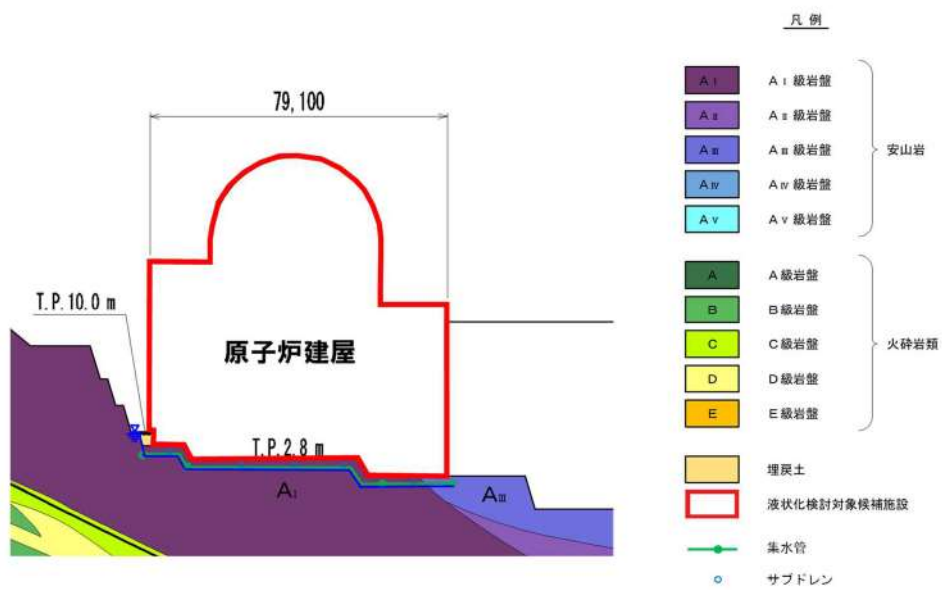 凡例
79,100
T.P.10.0 m
原子炉建屋
T.P.2.8 m
AⅠ
AⅢ
AⅠ AⅠ級岩盤
AⅡ AⅡ級岩盤
AⅢ AⅢ級岩盤
AⅣ AⅣ級岩盤
AⅤ AⅤ級岩盤
安山岩
A A級岩盤
B B級岩盤
C C級岩盤
D D級岩盤
E E級岩盤
火砕岩類
埋戻土
液状化検討対象候補施設
集水管
サブドレン